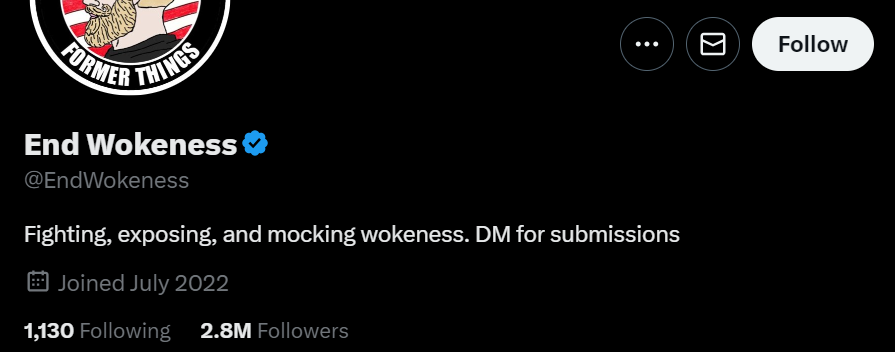 FORMER THINGS
Follow
End Wokeness
@EndWokeness
Fighting, exposing, and mocking wokeness. DM for submissions
Joined July 2022
1,130 Following 2.8M Followers